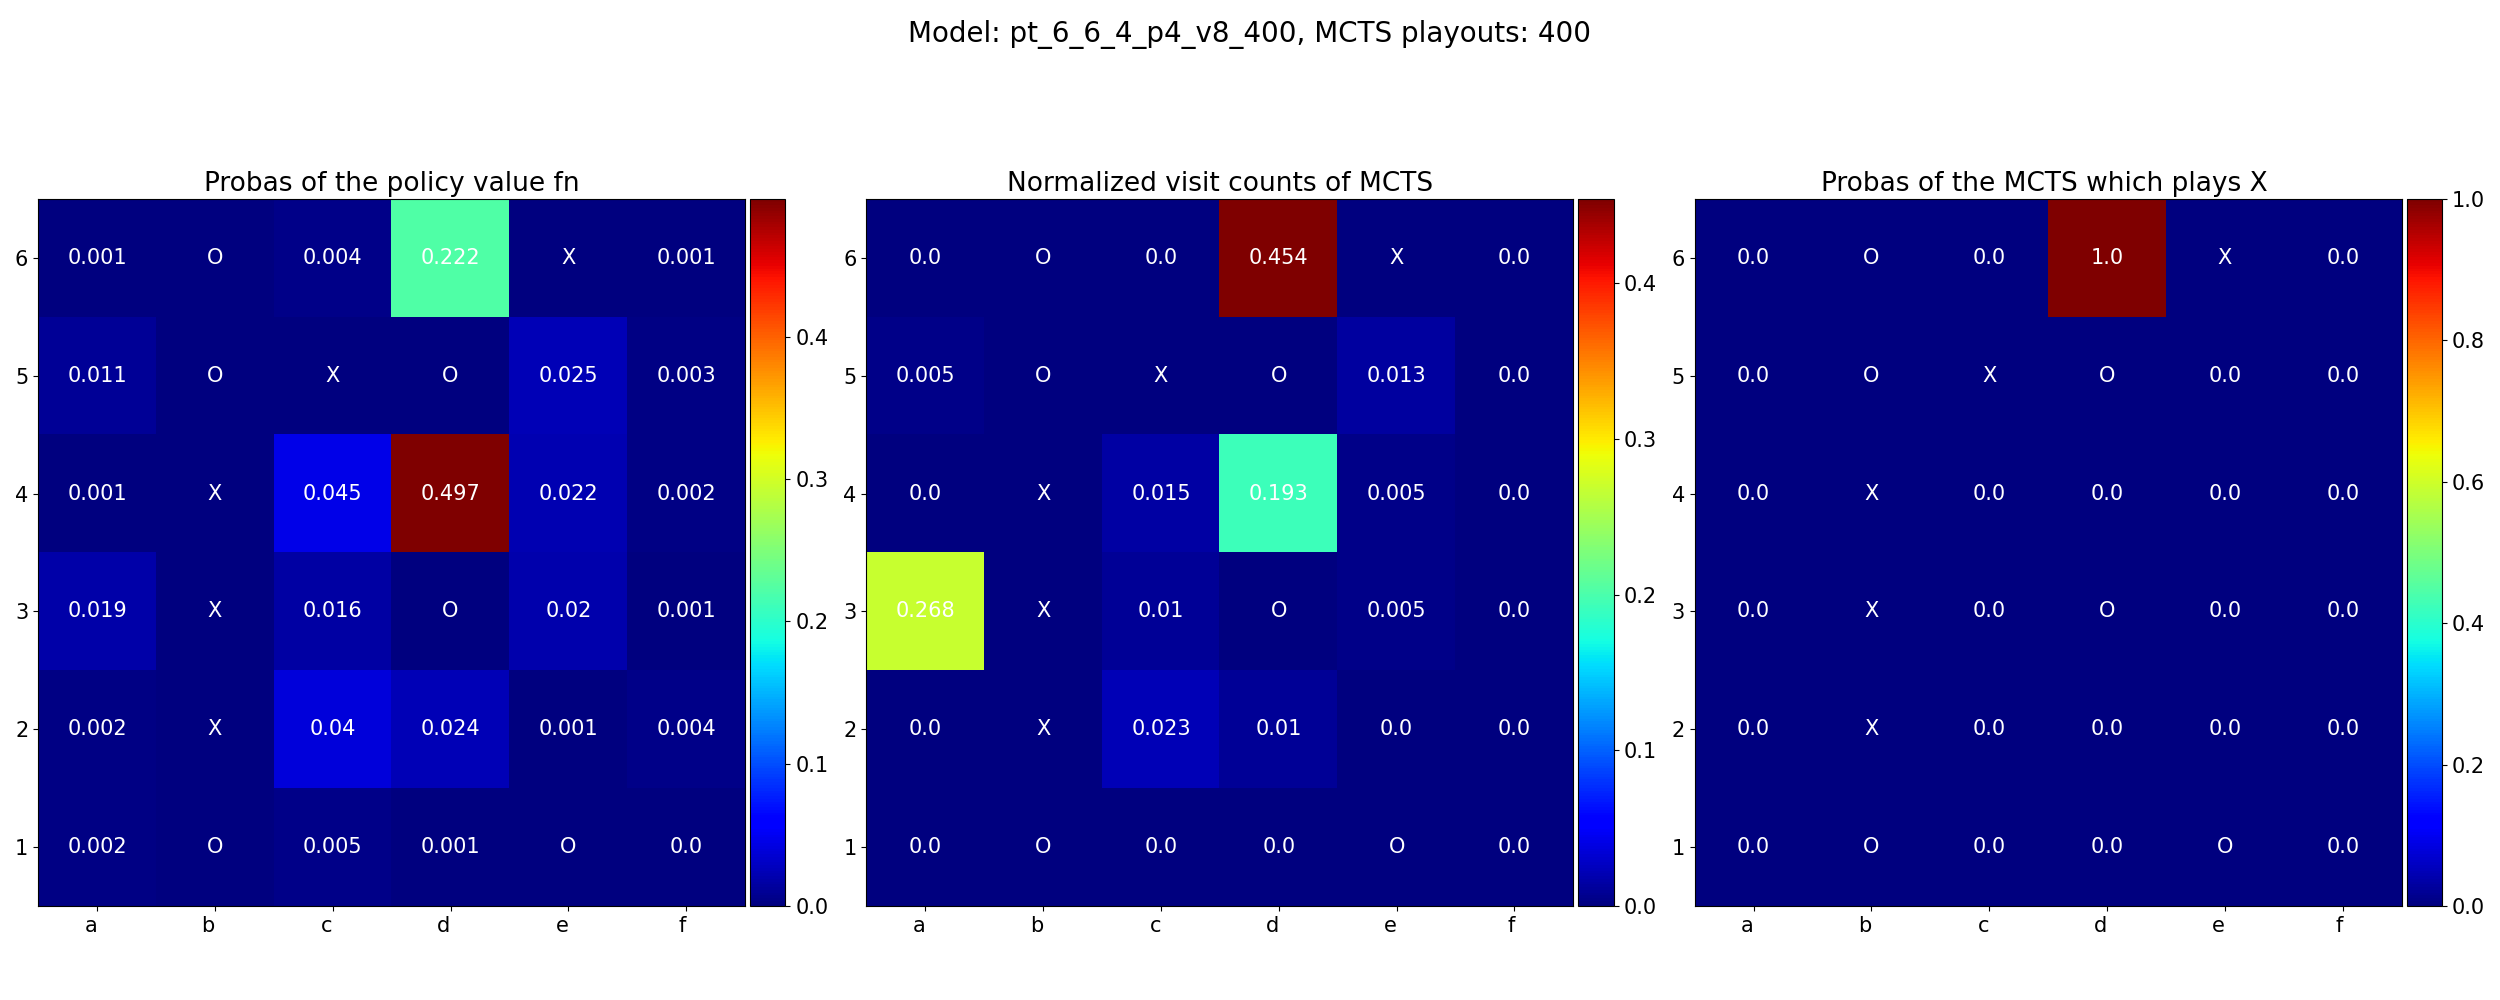 Model: pt_6_6_4_p4_v8_400, MCTS playouts: 400
Probas of the policy value fn
6 0.001 O 0.004 0.222 X 0.001
5 0.011 O X O 0.025 0.003
4 0.001 X 0.045 0.497 0.022 0.002
3 0.019 X 0.016 O 0.02 0.001
2 0.002 X 0.04 0.024 0.001 0.004
1 0.002 O 0.005 0.001 O 0.0
a b c d e f
0.4
0.3
0.2
0.1
0.0
Normalized visit counts of MCTS
6 0.0 O 0.0 0.454 X 0.0
5 0.005 O X O 0.013 0.0
4 0.0 X 0.015 0.193 0.005 0.0
3 0.268 X 0.01 O 0.005 0.0
2 0.0 X 0.023 0.01 0.0 0.0
1 0.0 O 0.0 0.0 O 0.0
a b c d e f
0.4
0.3
0.2
0.1
0.0
Probas of the MCTS which plays X
6 0.0 O 0.0 1.0 X 0.0
5 0.0 O X O 0.0 0.0
4 0.0 X 0.0 0.0 0.0 0.0
3 0.0 X 0.0 O 0.0 0.0
2 0.0 X 0.0 0.0 0.0 0.0
1 0.0 O 0.0 0.0 O 0.0
a b c d e f
1.0
0.8
0.6
0.4
0.2
0.0